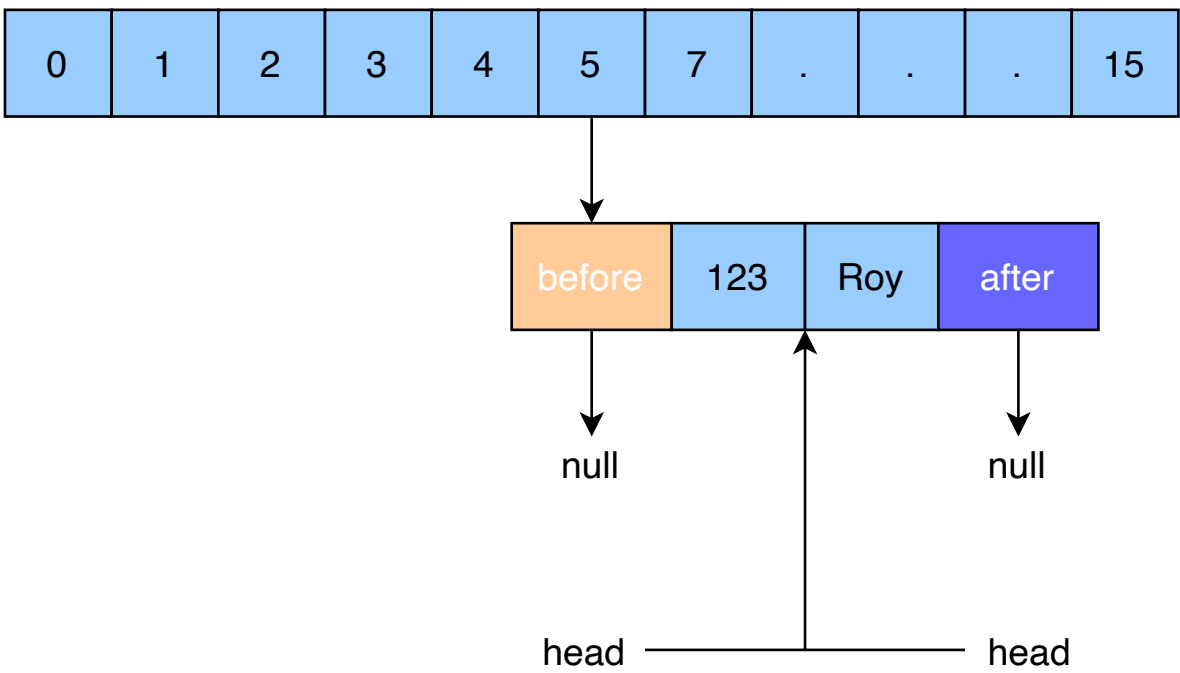 0 1 2 3 4 5 7 . . . 15
before 123 Roy after
null null
head head